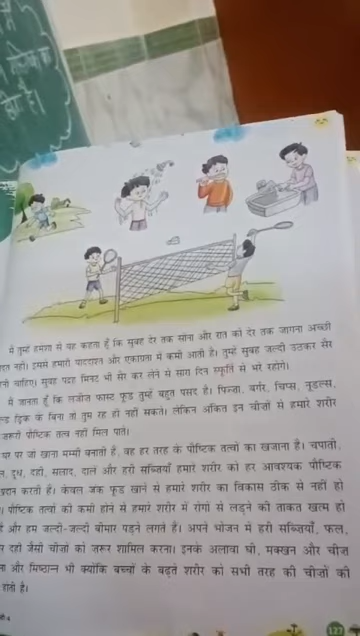 मैं तुम्हें हमेशा से यह कहता हूँ कि सुबह देर तक सोना और रात को देर तक जागना अच्छी
नहीं। इससे हमारी याददाश्त और एकाग्रता में कमी आती है। तुम्हें सुबह जल्दी उठकर सैर
चाहिए। सुबह पंद्रह मिनट भी सैर कर लेने से सारा दिन स्फूर्ति से भरे रहोगे।
मैं जानता हूँ कि फास्ट फूड तुम्हें बहुत पसंद है। पिज्जा, बर्गर, चिप्स, नूडल्स,
ड्रिंक के बिना तो तुम रह ही नहीं सकते। लेकिन इन चीजों से हमारे शरीर
जरूरी पौष्टिक तत्व नहीं मिल पाते।
घर पर जो खाना मम्मी बनाती हैं, वह हर तरह के पौष्टिक तत्वों का खजाना है। चपाती,
दूध, दही, सलाद, दाल और हरी सब्जियाँ हमारे शरीर को हर आवश्यक पौष्टिक
प्रदान करती हैं। केवल जंक फूड खाने से हमारे शरीर का विकास ठीक से नहीं हो
पौष्टिक तत्वों की कमी होने से हमारे शरीर में रोगों से लड़ने की ताकत खत्म हो
है और हम जल्दी-जल्दी बीमार पड़ने लगते हैं। अपने भोजन में हरी सब्जियाँ, फल,
दही जैसी चीजों को जरूर शामिल करना। इनके अलावा घी, मक्खन और चीज
और मिष्ठान्न भी क्योंकि बच्चों के बढ़ते शरीर को सभी तरह की चीजों की
होती है।
127